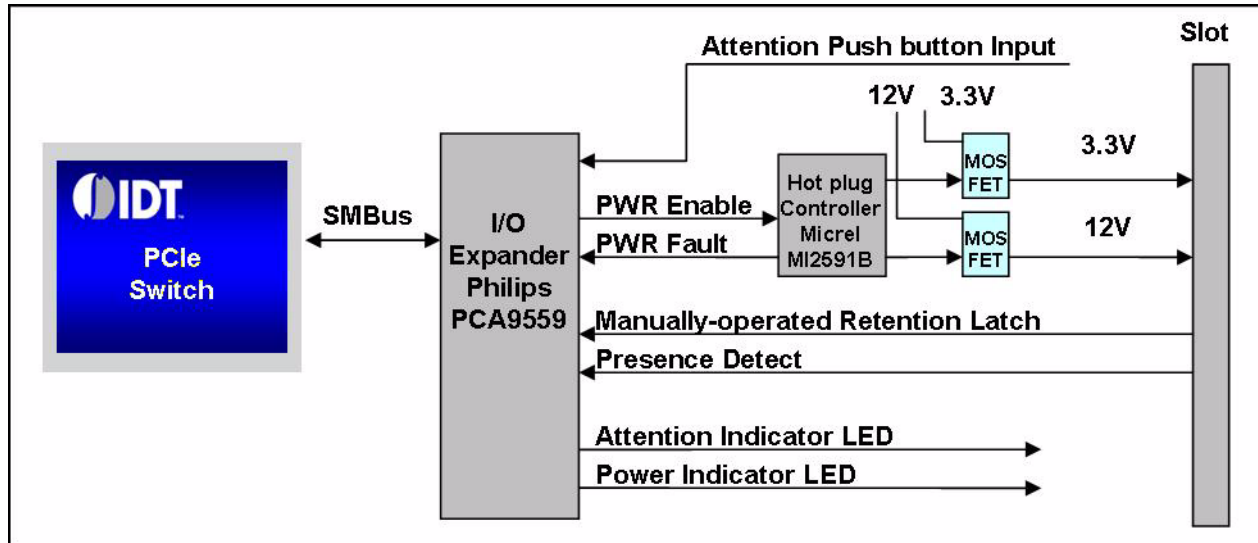 Attention Push button Input
Slot
12V 3.3V
IDT™
PCIe
Switch
SMBus
I/O
Expander
Philips
PCA9559
PWR Enable
PWR Fault
Hot plug
Controller
Micrel
MI2591B
MOS
FET
MOS
FET
3.3V
12V
Manually-operated Retention Latch
Presence Detect
Attention Indicator LED
Power Indicator LED